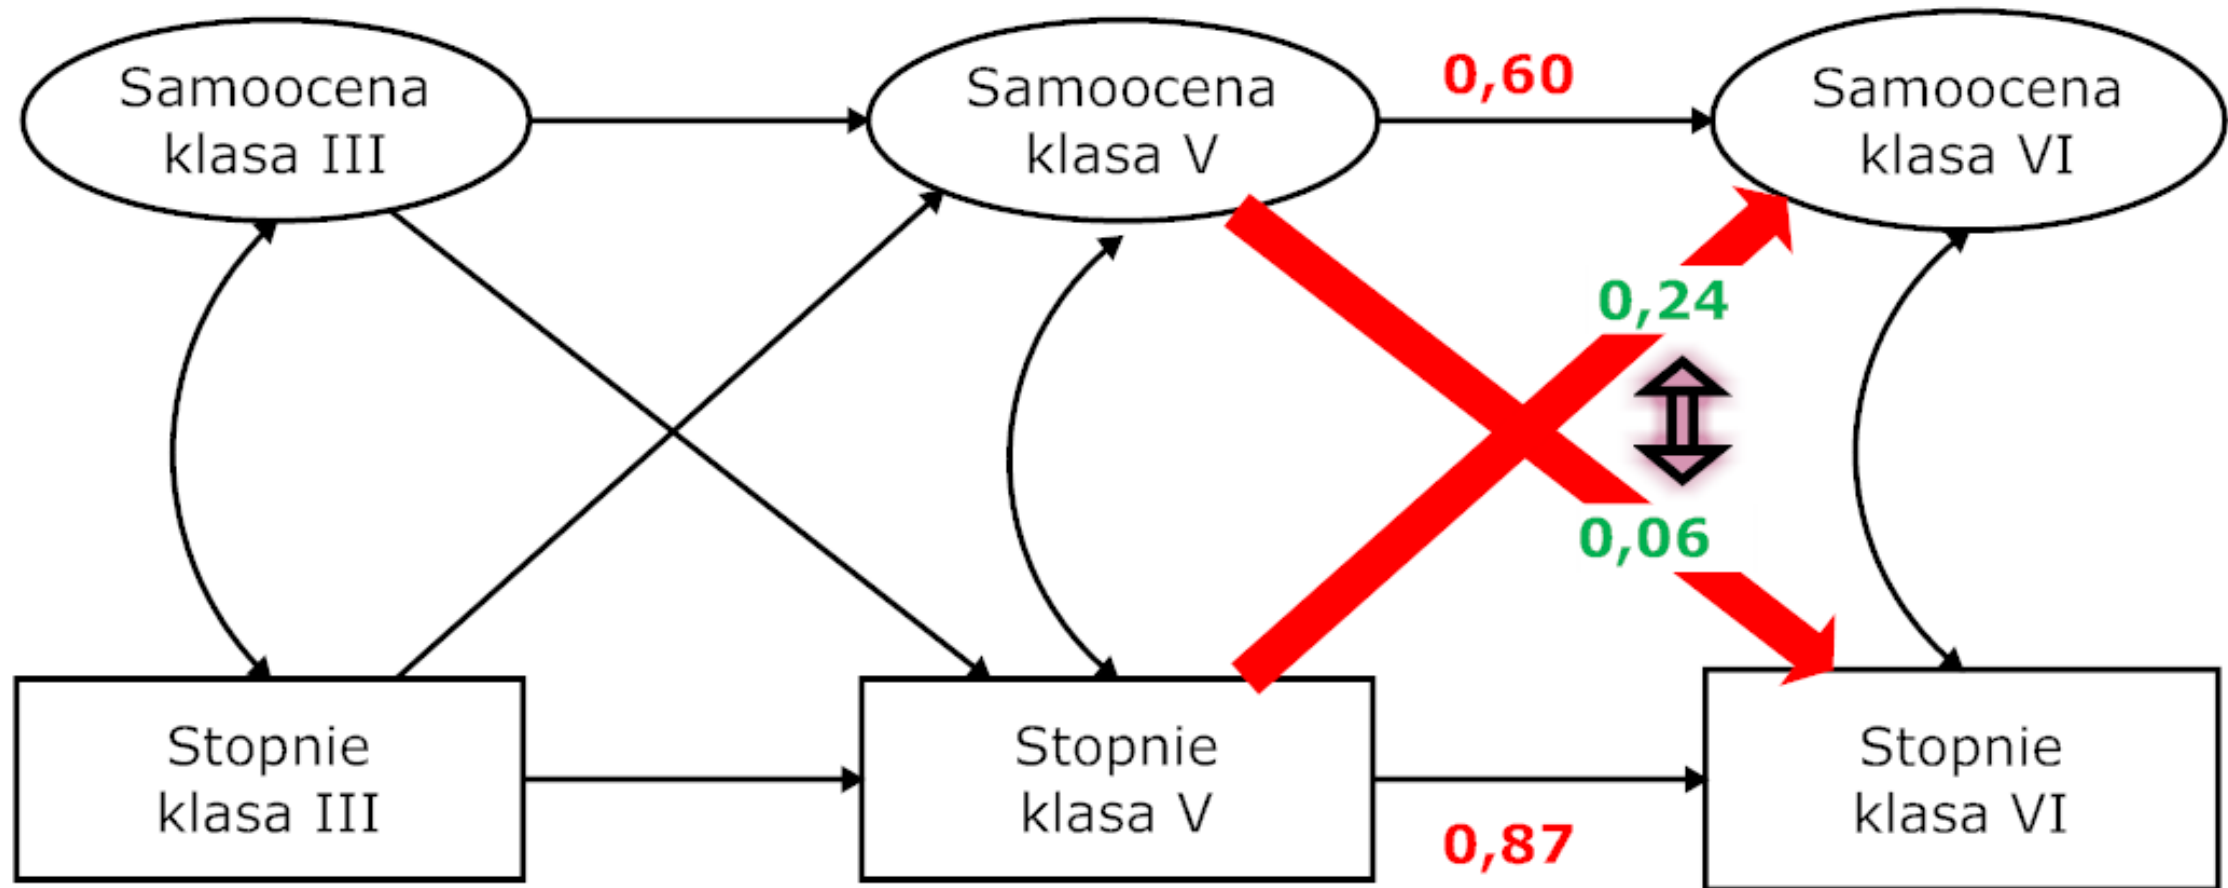 Samoocena
klasa III
Samoocena
klasa V
0,60
Samoocena
klasa VI
0,24
0,06
Stopnie
klasa III
Stopnie
klasa V
0,87
Stopnie
klasa VI